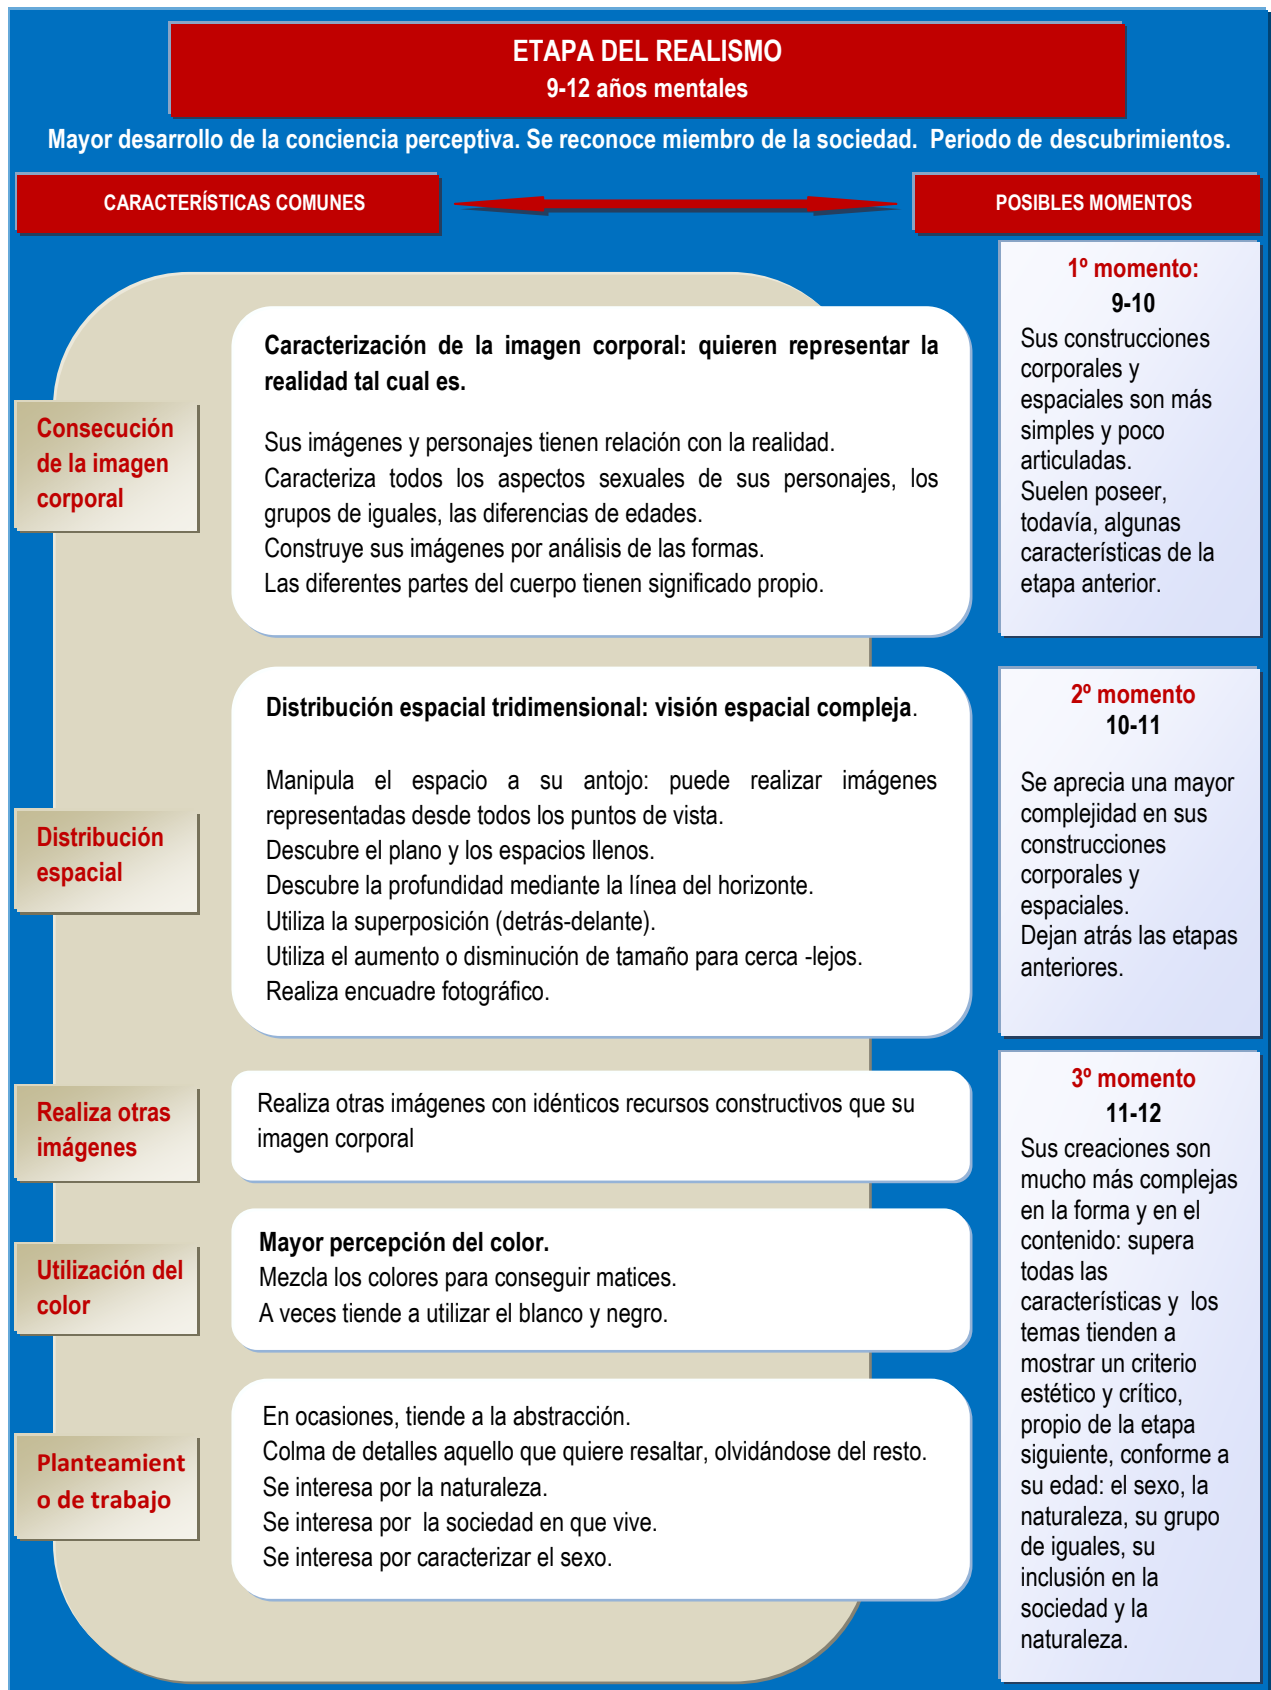 ETAPA DEL REALISMO
9-12 años mentales
Mayor desarrollo de la conciencia perceptiva. Se reconoce miembro de la sociedad.  Periodo de descubrimientos.
CARACTERÍSTICAS COMUNES
POSIBLES MOMENTOS
Consecución
de la imagen
corporal
Caracterización de la imagen corporal: quieren representar la
realidad tal cual es.
Sus imágenes y personajes tienen relación con la realidad.
Caracteriza todos los aspectos sexuales de sus personajes, los
grupos de iguales, las diferencias de edades.
Construye sus imágenes por análisis de las formas.
Las diferentes partes del cuerpo tienen significado propio.
Distribución
espacial
Distribución espacial tridimensional: visión espacial compleja.
Manipula el espacio a su antojo: puede realizar imágenes
representadas desde todos los puntos de vista.
Descubre el plano y los espacios llenos.
Descubre la profundidad mediante la línea del horizonte.
Utiliza la superposición (detrás-delante).
Utiliza el aumento o disminución de tamaño para cerca -lejos.
Realiza encuadre fotográfico.
Realiza otras
imágenes
Realiza otras imágenes con idénticos recursos constructivos que su
imagen corporal
Utilización del
color
Mayor percepción del color.
Mezcla los colores para conseguir matices.
A veces tiende a utilizar el blanco y negro.
Planteamient
o de trabajo
En ocasiones, tiende a la abstracción.
Colma de detalles aquello que quiere resaltar, olvidándose del resto.
Se interesa por la naturaleza.
Se interesa por  la sociedad en que vive.
Se interesa por caracterizar el sexo.
1º momento:
9-10
Sus construcciones
corporales y
espaciales son más
simples y poco
articuladas.
Suelen poseer,
todavía, algunas
características de la
etapa anterior.
2º momento
10-11
Se aprecia una mayor
complejidad en sus
construcciones
corporales y
espaciales.
Dejan atrás las etapas
anteriores.
3º momento
11-12
Sus creaciones son
mucho más complejas
en la forma y en el
contenido: supera
todas las
características y  los
temas tienden a
mostrar un criterio
estético y crítico,
propio de la etapa
siguiente, conforme a
su edad: el sexo, la
naturaleza, su grupo
de iguales, su
inclusión en la
sociedad y la
naturaleza.